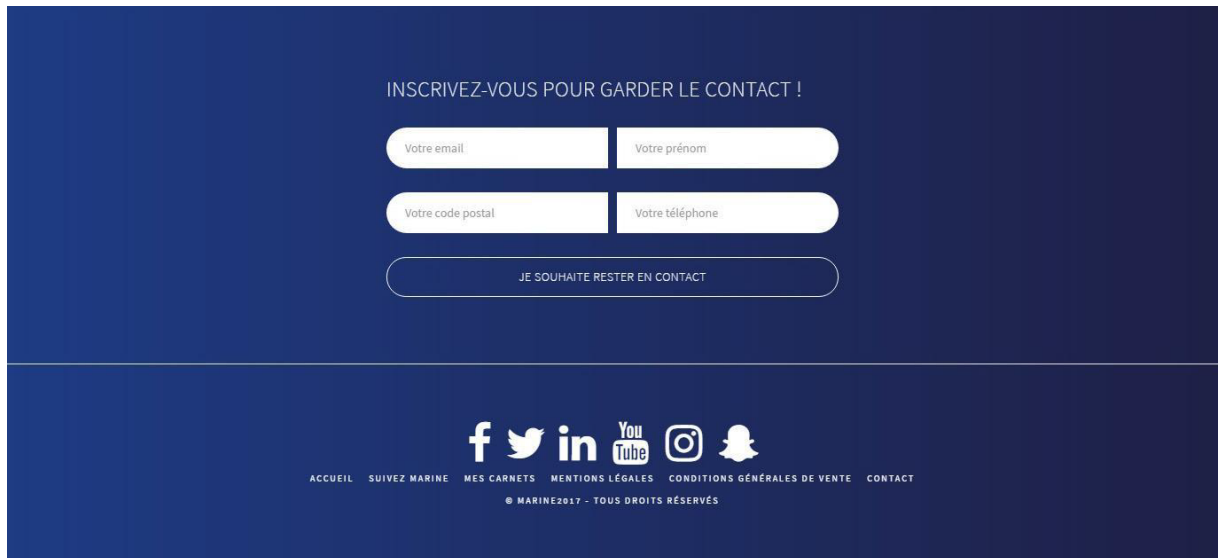 INSCRIVEZ-VOUS POUR GARDER LE CONTACT !
Votre email Votre prénom
Votre code postal Votre téléphone
JE SOUHAITE RESTER EN CONTACT
f in You Tube
ACCUEIL SUIVEZ MARINE MES CARNETS MENTIONS LÉGALES CONDITIONS GÉNÉRALES DE VENTE CONTACT
© MARINE2017 - TOUS DROITS RÉSERVÉS